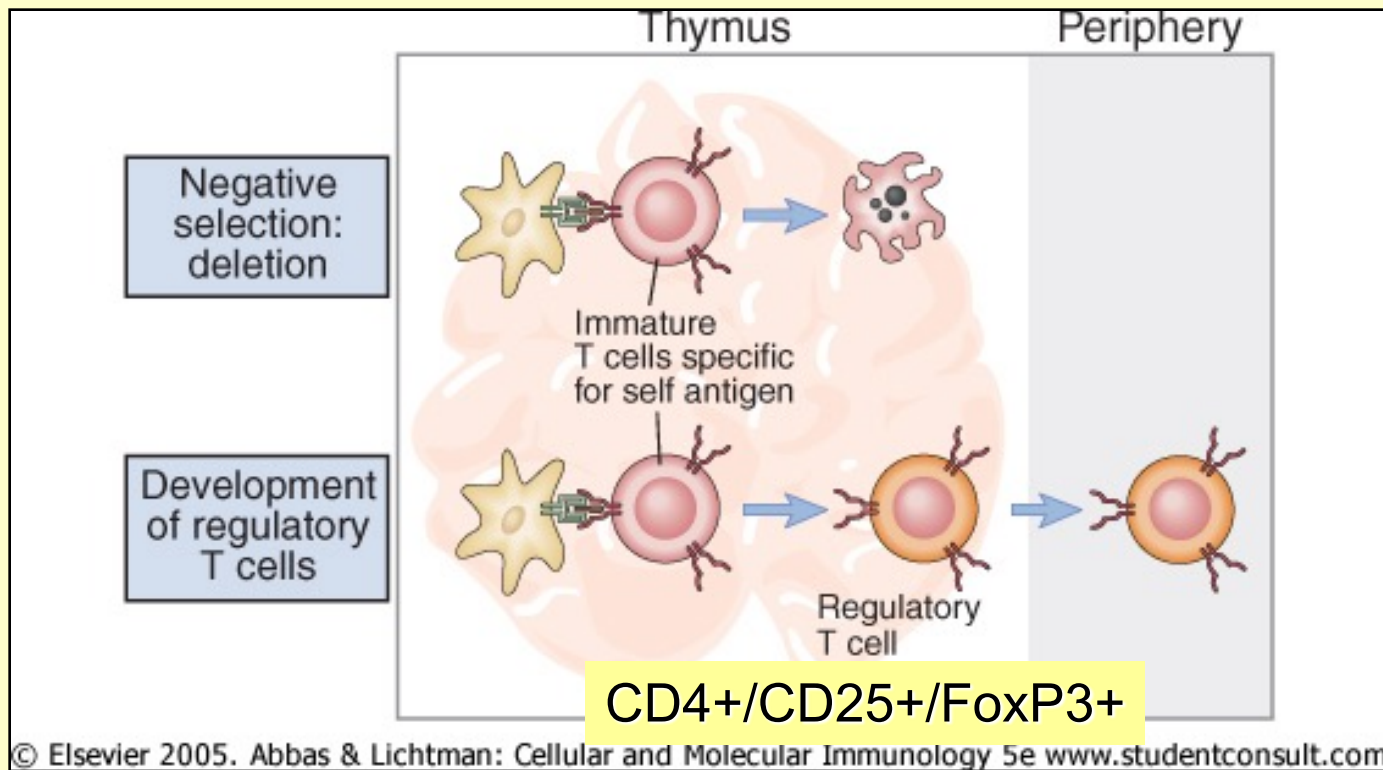 Thymus
Periphery
Negative
selection:
deletion
Immature
T cells specific
for self antigen
Development
of regulatory
T cells
Regulatory
T cell
CD4+/CD25+/FoxP3+
© Elsevier 2005. Abbas & Lichtman: Cellular and Molecular Immunology 5e www.studentconsult.com